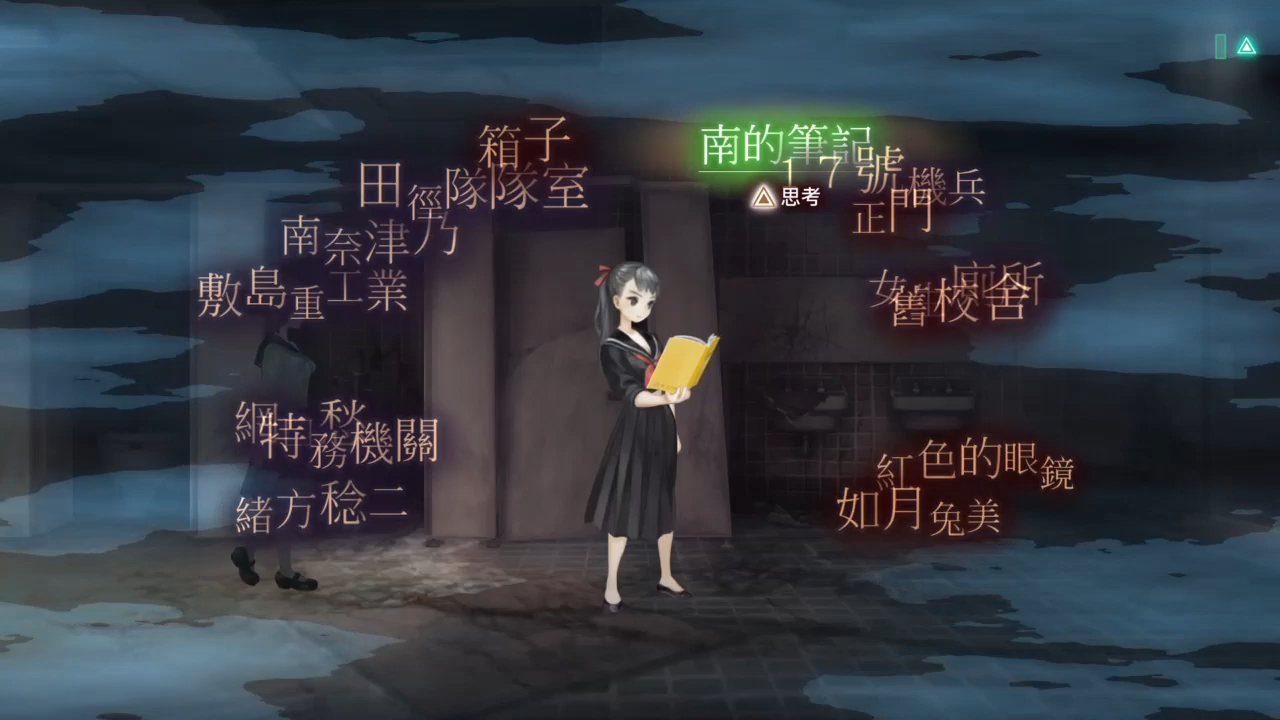 箱子
南的筆記
思考
17號機兵
田徑隊隊室
正門
南奈津乃
敷島重工業
女廁所
舊校舍
網口秋
特務機關
紅色的眼鏡
緒方稔二
如月兔美